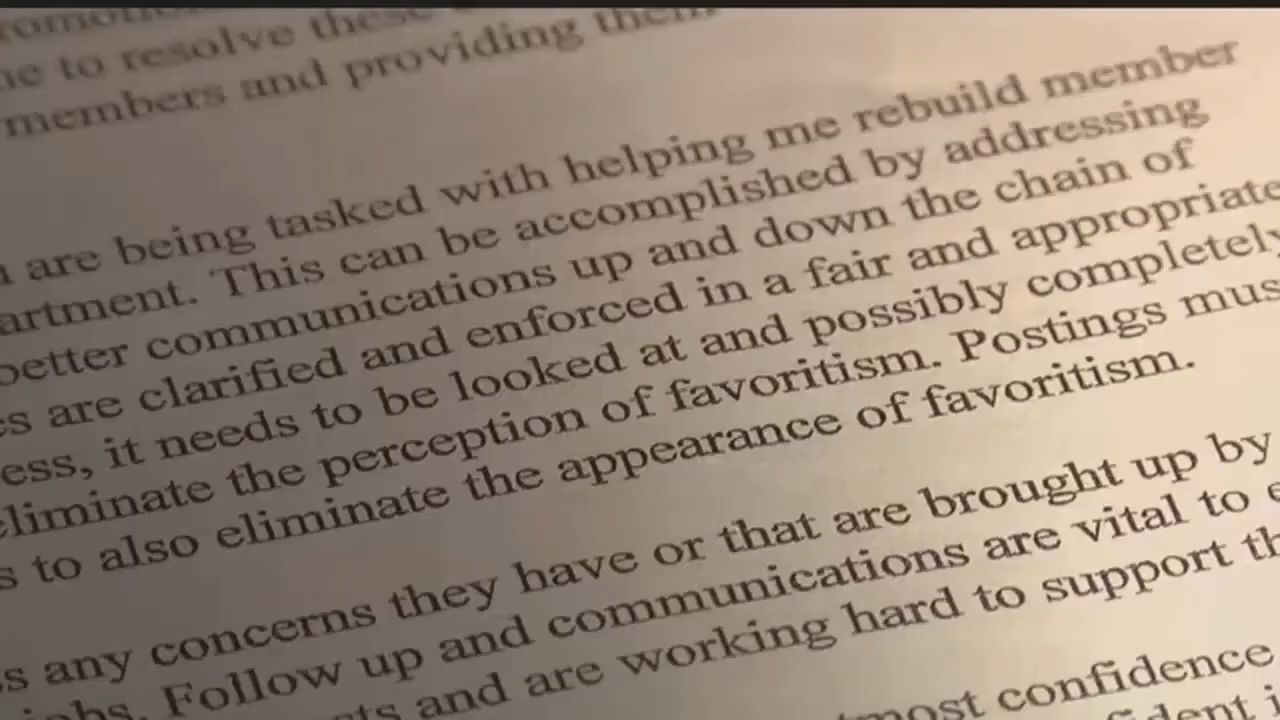 to resolve these
members and providing them
are being tasked with helping me rebuild member
artment. This can be accomplished by addressing
better communications up and down the chain of
es are clarified and enforced in a fair and appropriate
ess, it needs to be looked at and possibly completely
eliminate the perception of favoritism. Postings mus
s to also eliminate the appearance of favoritism.
s any concerns they have or that are brought up by
jobs. Follow up and communications are vital to e
ts and are working hard to support th
most confidence
fident i